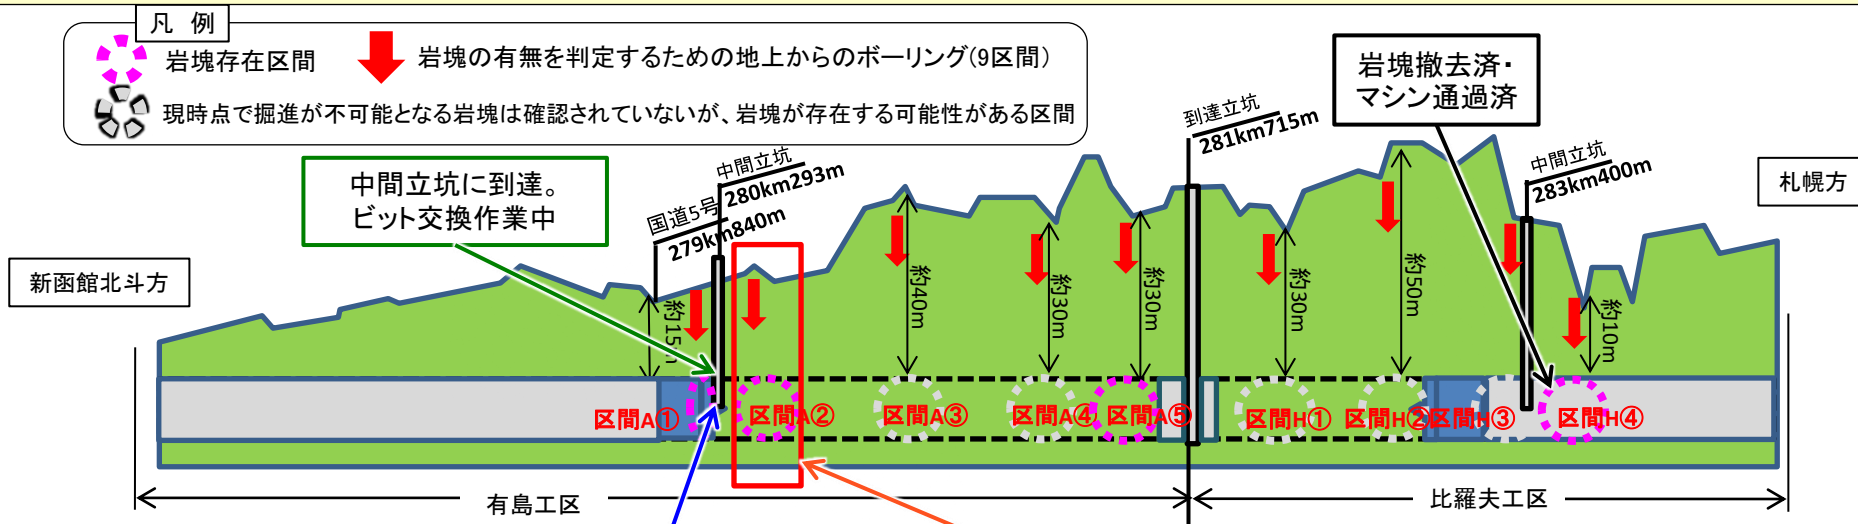 凡 例
岩塊存在区間
岩塊の有無を判定するための地上からのボーリング(9区間)
現時点で掘進が不可能となる岩塊は確認されていないが、岩塊が存在する可能性がある区間
岩塊撤去済・
マシン通過済
到達立坑
281km715m
中間立坑に到達。
ビット交換作業中
中間立坑
280km293m
国道5号
279km840m
中間立坑
283km400m
札幌方
新函館北斗方
約15m
約40m
約30m
約30m
約30m
約50m
約10m
区間A①
区間A②
区間A③
区間A④
区間A⑤
区間H①
区間H②
区間H③
区間H④
有島工区
比羅夫工区